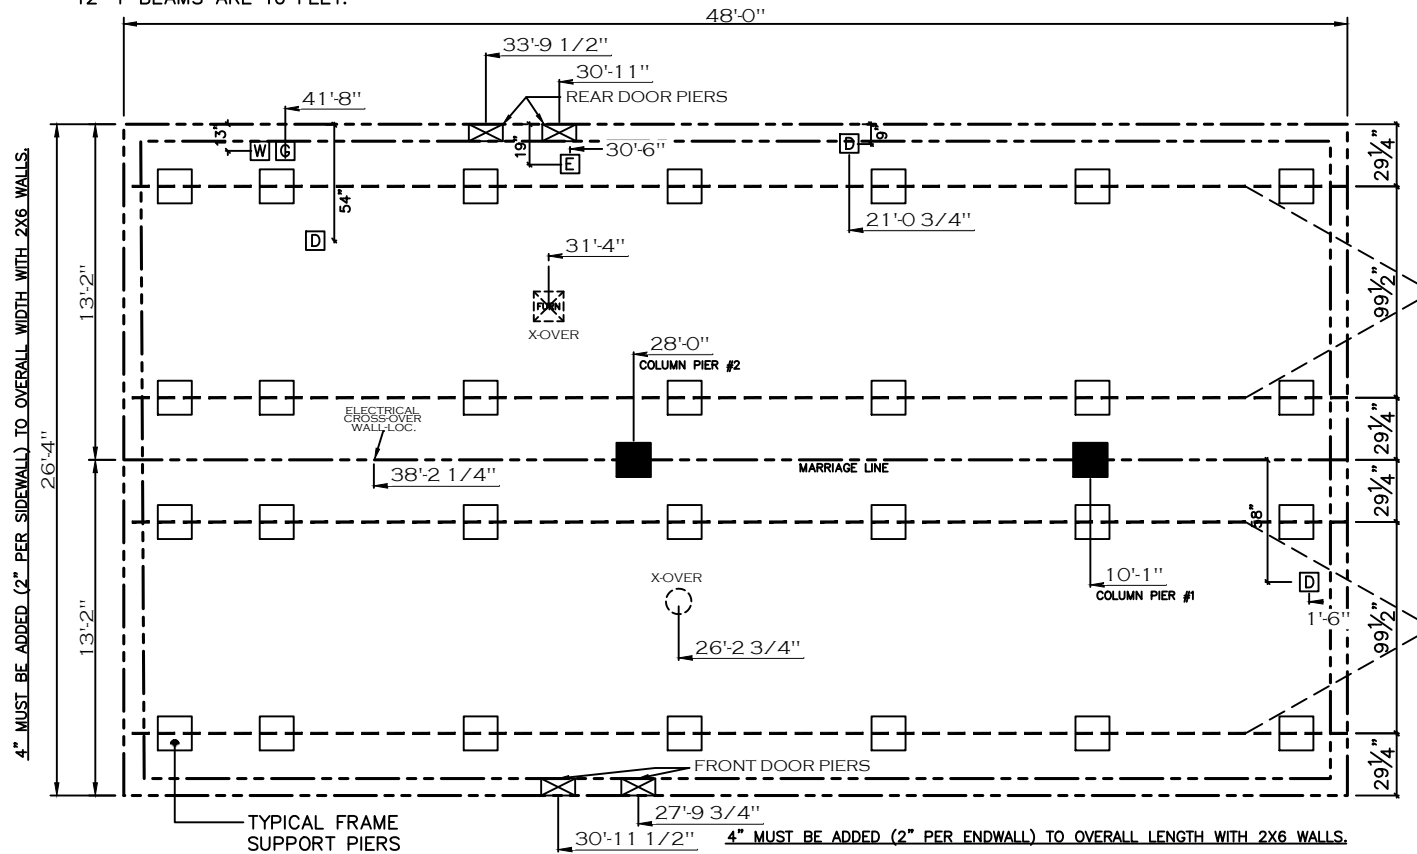 12" I BEAMS ARE 10 FEET.
48'-0"
33'-9 1/2"
30'-11"
REAR DOOR PIERS
41'-8"
13"
W G
19"
E
30'-6"
D
9"
29 1/4"
54"
D
21'-0 3/4"
31'-4"
FURN
X-OVER
13'-2"
99 1/2"
28'-0"
COLUMN PIER #2
ELECTRICAL
CROSS-OVER
WALL-LOC.
29 1/4"
26'-4"
38'-2 1/4"
MARRIAGE LINE
29 1/4"
58"
X-OVER
10'-1"
COLUMN PIER #1
D
1'-6"
13'-2"
99 1/2"
26'-2 3/4"
FRONT DOOR PIERS
29 1/4"
27'-9 3/4"
30'-11 1/2"
TYPICAL FRAME
SUPPORT PIERS
4" MUST BE ADDED (2" PER ENDWALL) TO OVERALL LENGTH WITH 2X6 WALLS.
4" MUST BE ADDED (2" PER SIDEWALL) TO OVERALL WIDTH WITH 2X6 WALLS.